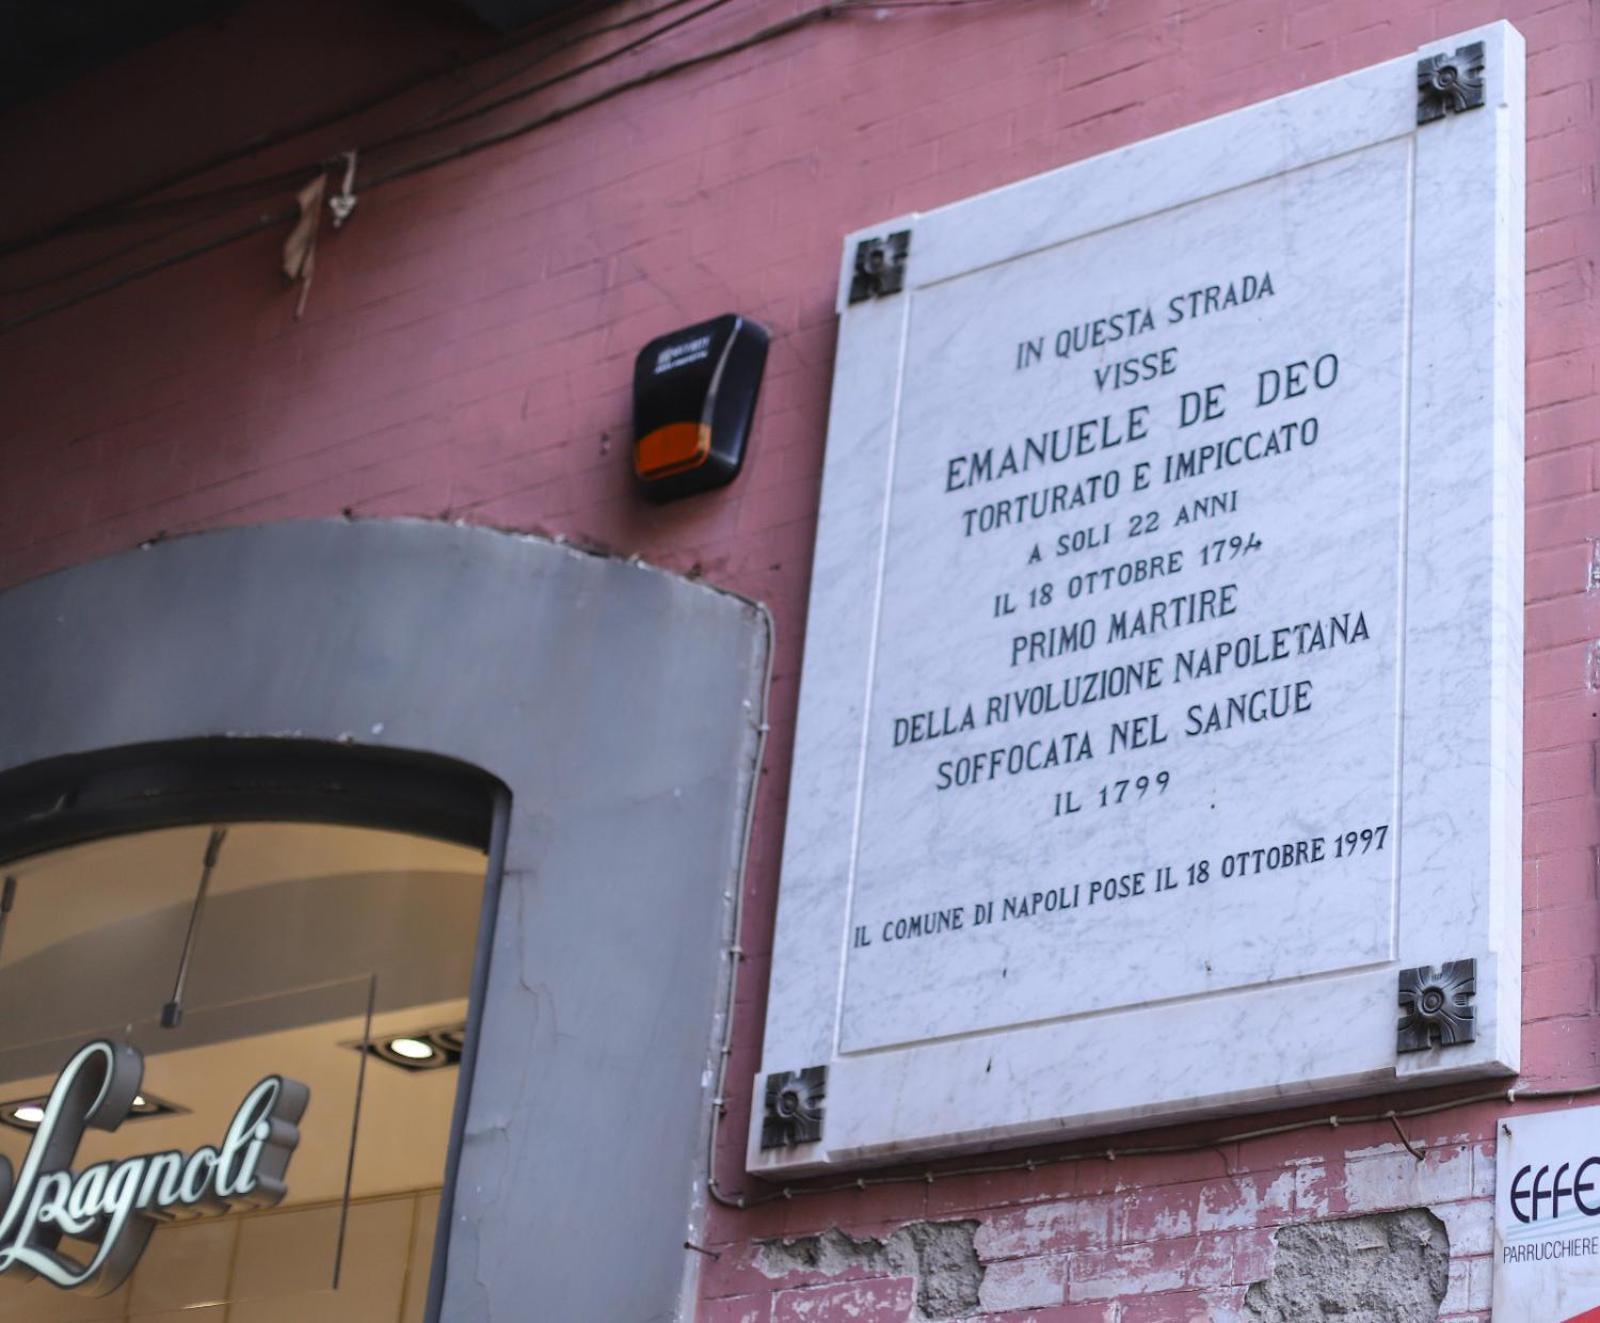 IN QUESTA STRADA
VISSE
EMANUELE DE DEO
TORTURATO E IMPICCATO
A SOLI 22 ANNI
IL 18 OTTOBRE 1794
PRIMO MARTIRE
DELLA RIVOLUZIONE NAPOLETANA
SOFFOCATA NEL SANGUE
IL 1799
IL COMUNE DI NAPOLI POSE IL 18 OTTOBRE 1997
Spagnoli
EFFE
PARRUCCHIERE